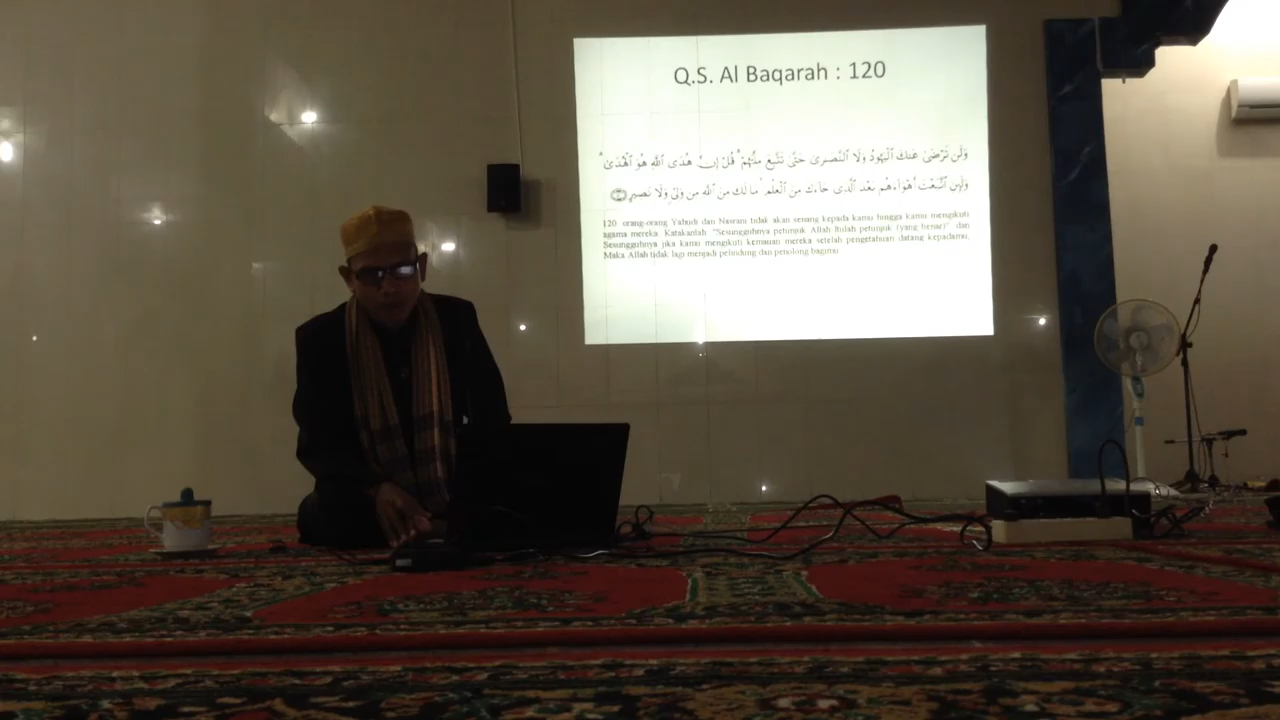 Q.S. Al Baqarah : 120
وَلَن تَرْضَىٰ عَنكَ ٱلْيَهُودُ وَلَا ٱلنَّصَٰرَىٰ حَتَّىٰ تَتَّبِعَ مِلَّتَهُمْ ۗ قُلْ إِنَّ هُدَى ٱللَّهِ هُوَ ٱلْهُدَىٰ ۗ
وَلَئِنِ ٱتَّبَعْتَ أَهْوَآءَهُم بَعْدَ ٱلَّذِى جَآءَكَ مِنَ ٱلْعِلْمِ ۙ مَا لَكَ مِنَ ٱللَّهِ مِن وَلِىٍّ وَلَا نَصِيرٍ ﴿١٢٠﴾
120 orang-orang Yahudi dan Nasrani tidak akan senang kepada kamu hingga kamu mengikuti
agama mereka. Katakanlah "Sesungguhnya petunjuk Allah Itulah petunjuk (yang benar)" dan
Sesungguhnya jika kamu mengikuti kemauan mereka setelah pengetahuan datang kepadamu,
Maka Allah tidak lagi menjadi pelindung dan penolong bagimu